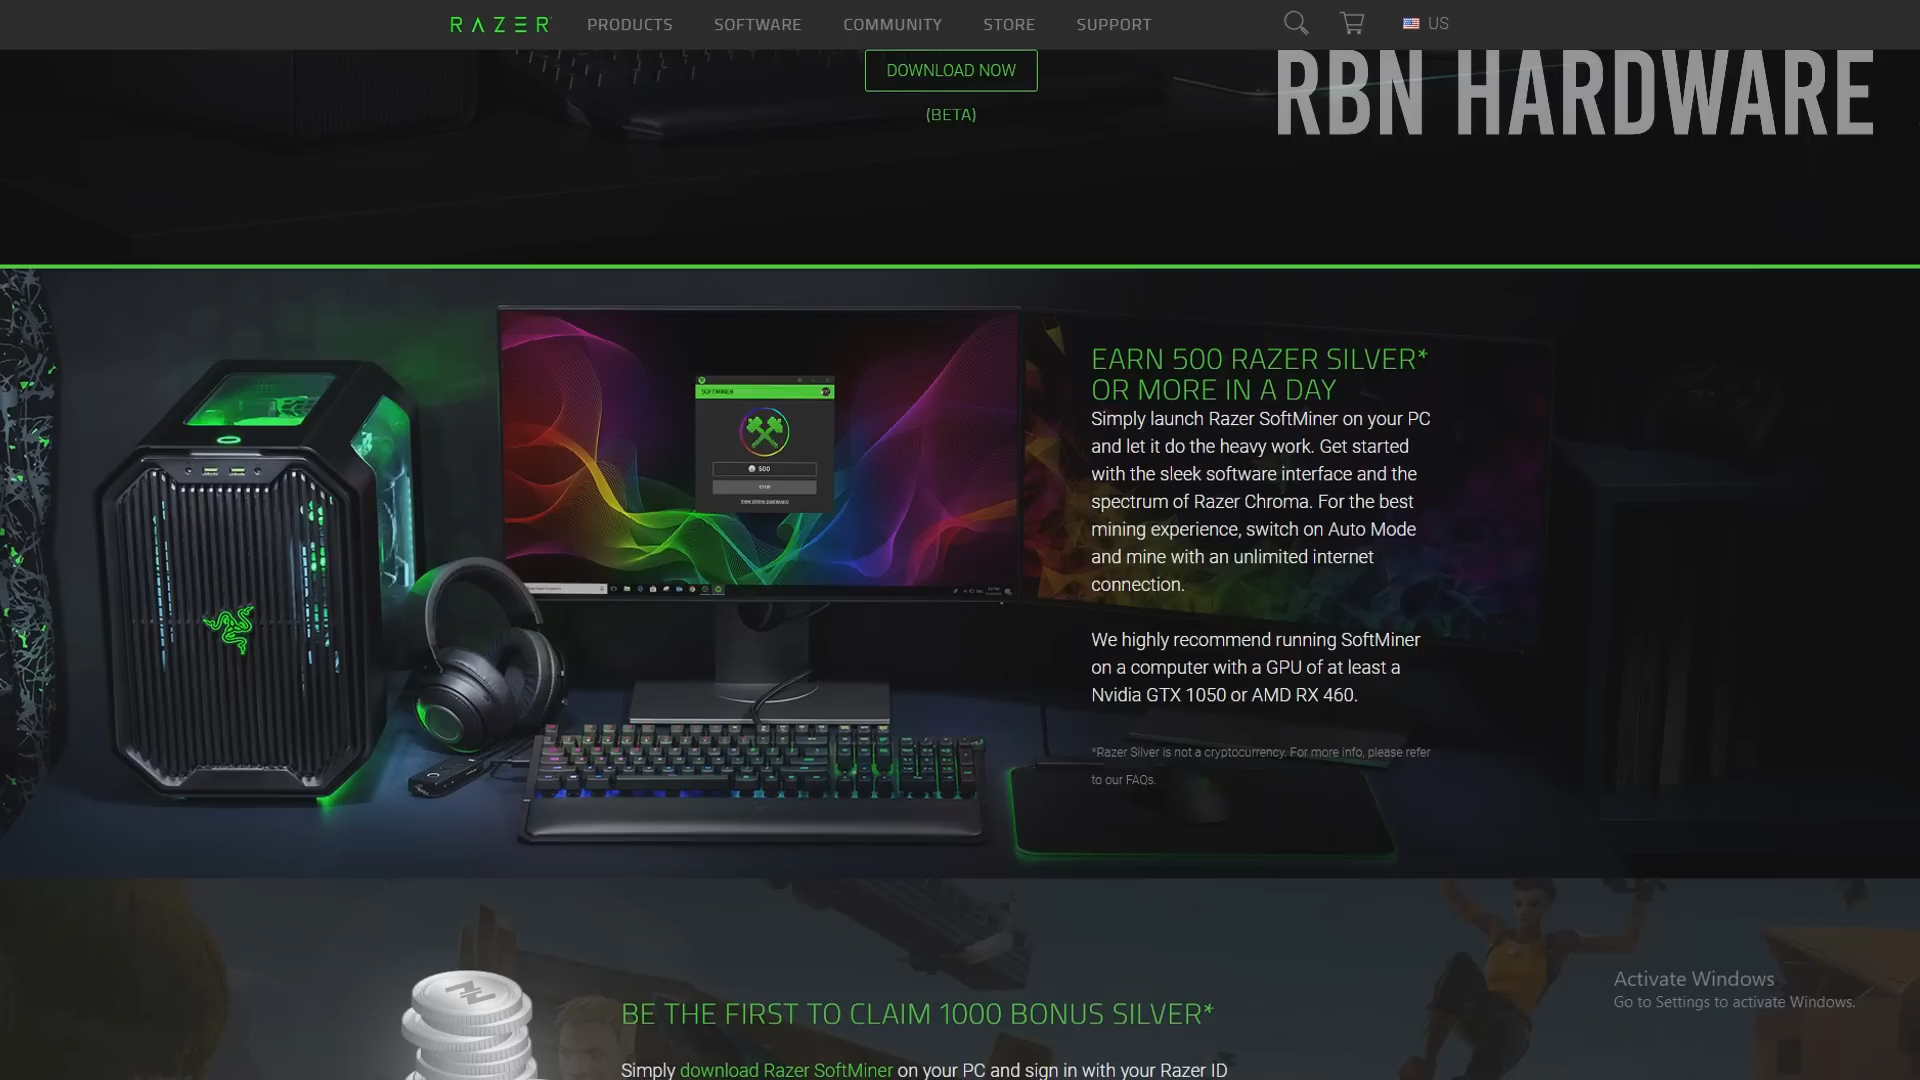 RAZER PRODUCTS SOFTWARE COMMUNITY STORE SUPPORT US
DOWNLOAD NOW
(BETA)
RBN HARDWARE
SOFTMINER
500
STOP
EARN 500 RAZER SILVER*
OR MORE IN A DAY
Simply launch Razer SoftMiner on your PC
and let it do the heavy work. Get started
with the sleek software interface and the
spectrum of Razer Chroma. For the best
mining experience, switch on Auto Mode
and mine with an unlimited internet
connection.
We highly recommend running SoftMiner
on a computer with a GPU of at least a
Nvidia GTX 1050 or AMD RX 460.
*Razer Silver is not a cryptocurrency. For more info, please refer
to our FAQs.
BE THE FIRST TO CLAIM 1000 BONUS SILVER*
Simply download Razer SoftMiner on your PC and sign in with your Razer ID
Activate Windows
Go to Settings to activate Windows.